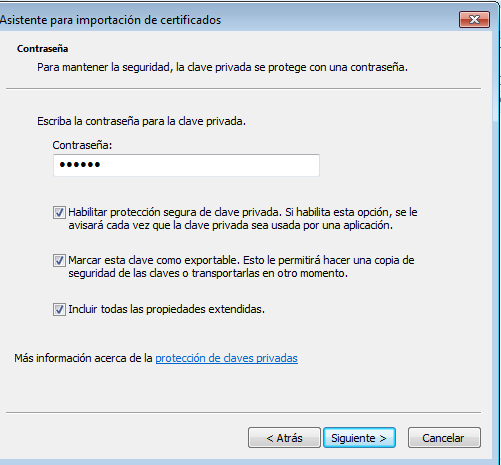 Asistente para importación de certificados
Contraseña
Para mantener la seguridad, la clave privada se protege con una contraseña.
Escriba la contraseña para la clave privada.
Contraseña:
••••••
Habilitar protección segura de clave privada. Si habilita esta opción, se le
avisará cada vez que la clave privada sea usada por una aplicación.
Marcar esta clave como exportable. Esto le permitirá hacer una copia de
seguridad de las claves o transportarlas en otro momento.
Incluir todas las propiedades extendidas.
Más información acerca de la protección de claves privadas
< Atrás Siguiente > Cancelar